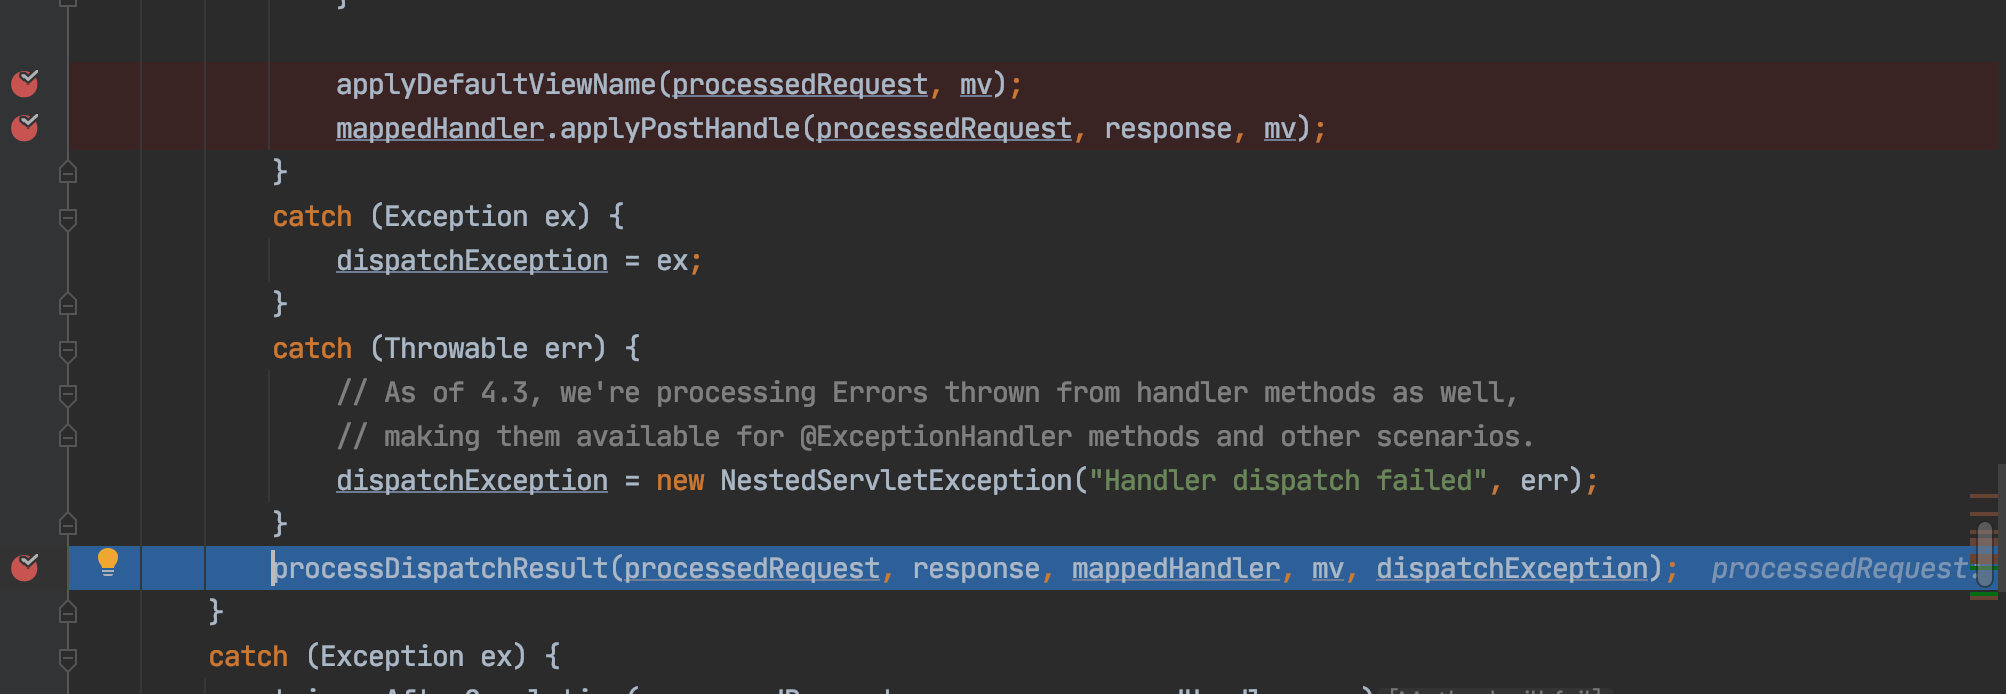 }
applyDefaultViewName(processedRequest, mv);
mappedHandler.applyPostHandle(processedRequest, response, mv);
}
catch (Exception ex) {
dispatchException = ex;
}
catch (Throwable err) {
// As of 4.3, we're processing Errors thrown from handler methods as well,
// making them available for @ExceptionHandler methods and other scenarios.
dispatchException = new NestedServletException("Handler dispatch failed", err);
}
processDispatchResult(processedRequest, response, mappedHandler, mv, dispatchException); processedRequest:
}
catch (Exception ex) {